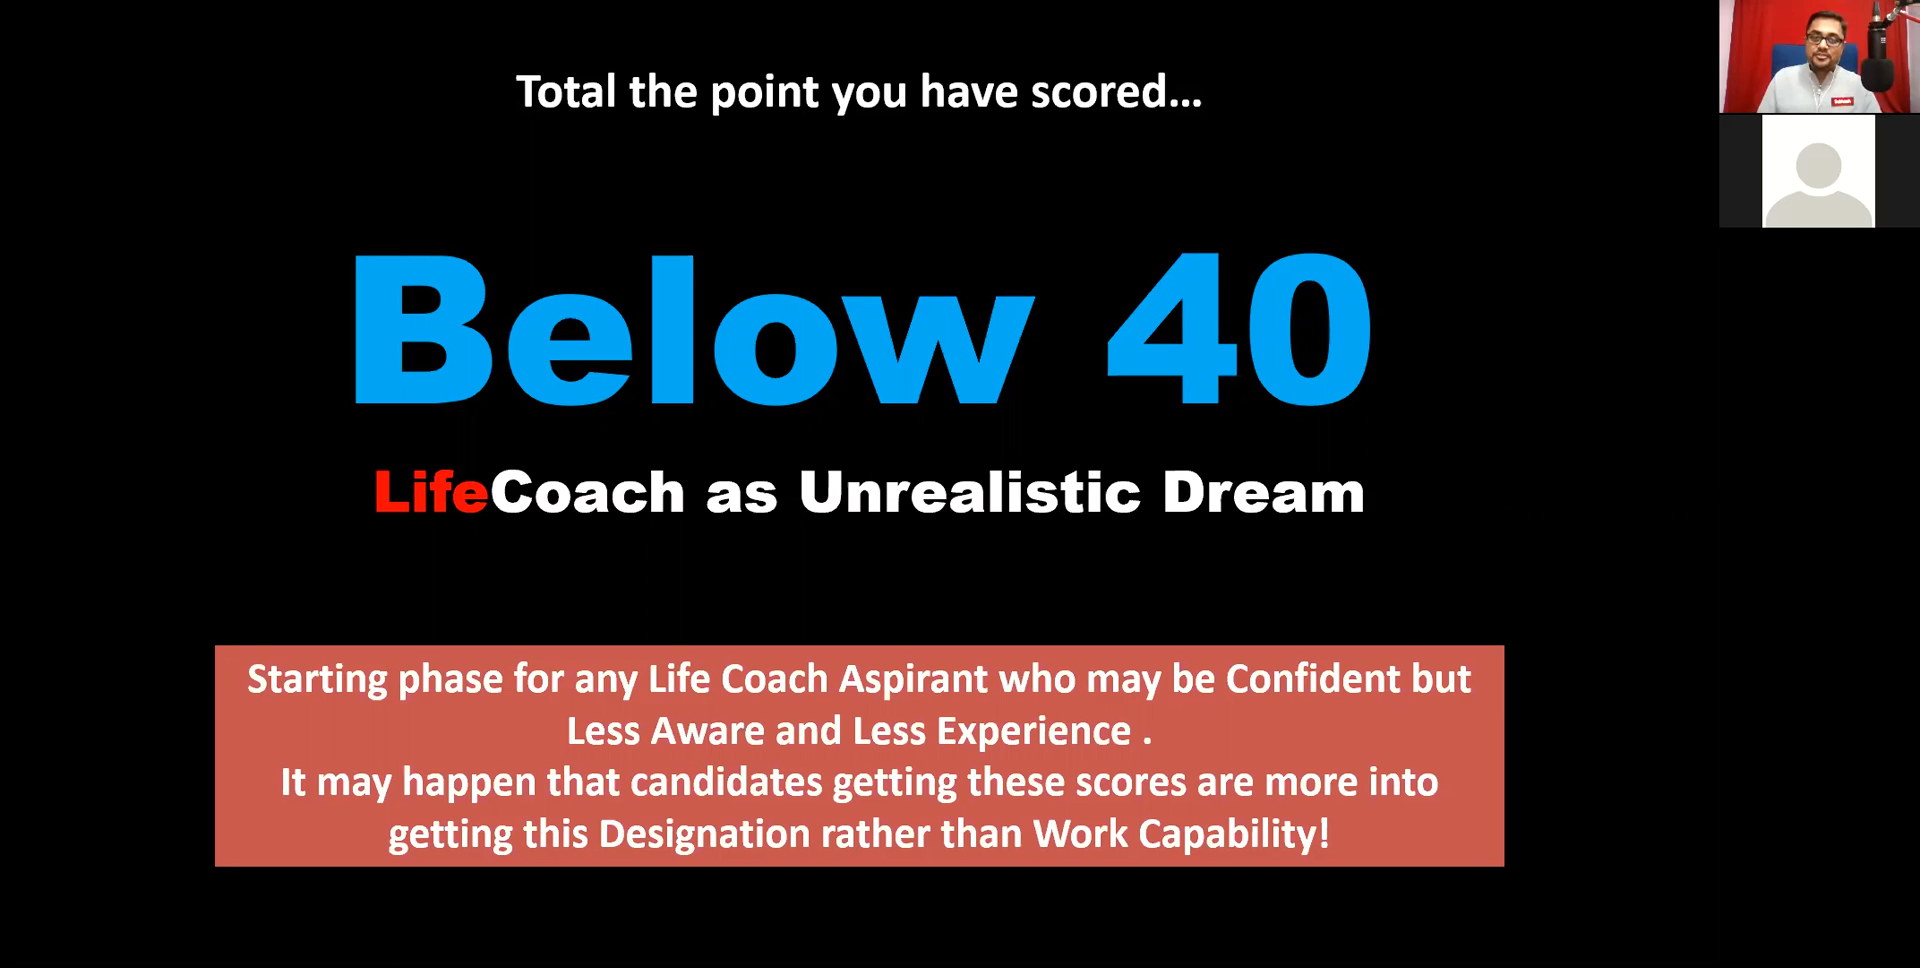 Total the point you have scored...
Below 40
LifeCoach as Unrealistic Dream
Starting phase for any Life Coach Aspirant who may be Confident but
Less Aware and Less Experience .
It may happen that candidates getting these scores are more into
getting this Designation rather than Work Capability!